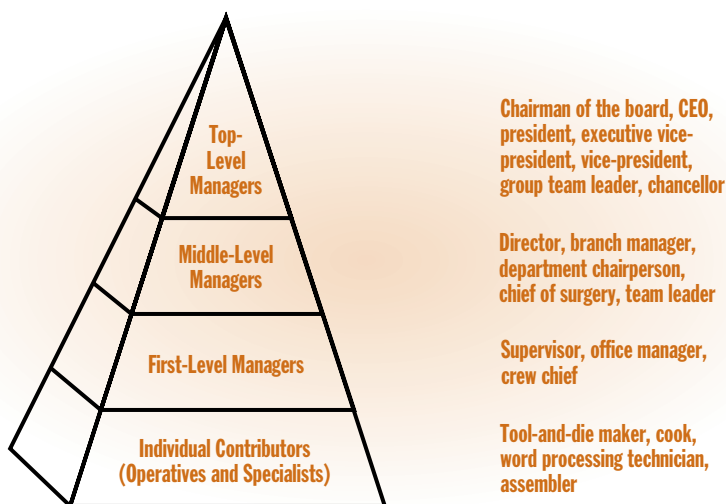 Top-
Level
Managers
Chairman of the board, CEO,
president, executive vice-
president, vice-president,
group team leader, chancellor
Middle-Level
Managers
Director, branch manager,
department chairperson,
chief of surgery, team leader
First-Level Managers
Supervisor, office manager,
crew chief
Individual Contributors
(Operatives and Specialists)
Tool-and-die maker, cook,
word processing technician,
assembler